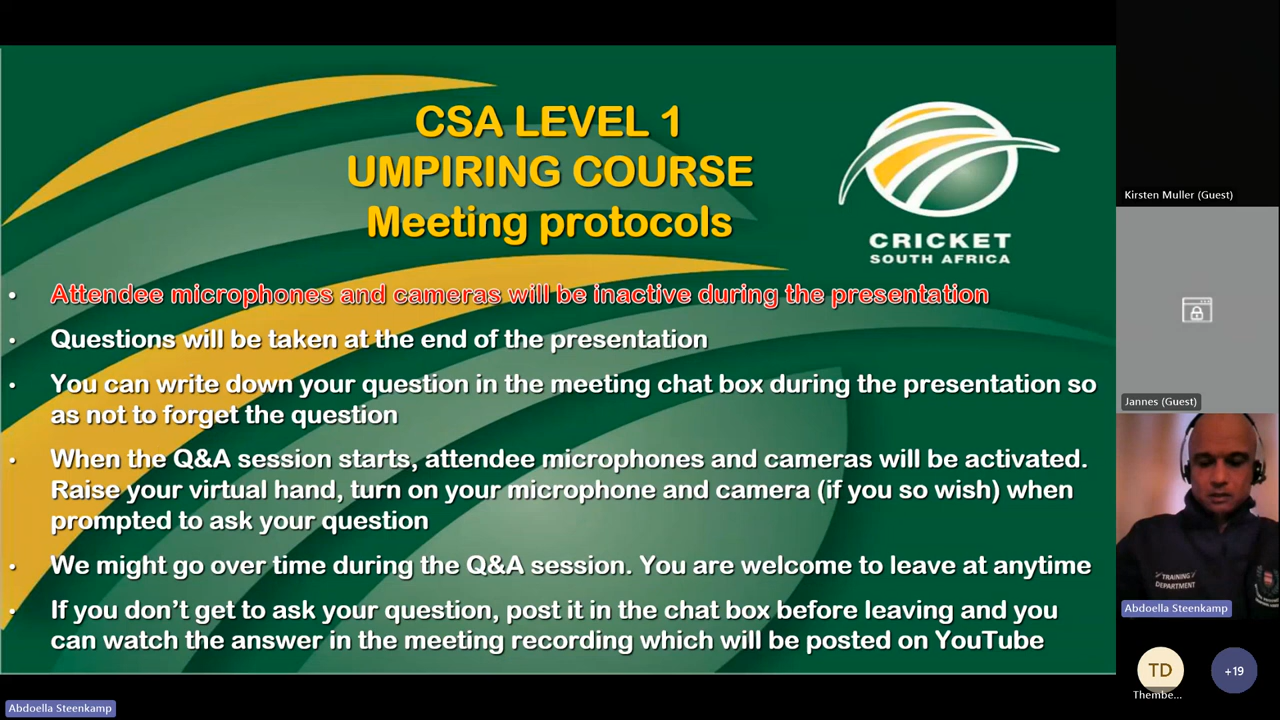 CSA LEVEL 1
UMPIRING COURSE
Meeting protocols
CRICKET
SOUTH AFRICA
• Attendee microphones and cameras will be inactive during the presentation
• Questions will be taken at the end of the presentation
• You can write down your question in the meeting chat box during the presentation so
as not to forget the question
• When the Q&A session starts, attendee microphones and cameras will be activated.
Raise your virtual hand, turn on your microphone and camera (if you so wish) when
prompted to ask your question
• We might go over time during the Q&A session. You are welcome to leave at anytime
• If you don't get to ask your question, post it in the chat box before leaving and you
can watch the answer in the meeting recording which will be posted on YouTube
Abdoella Steenkamp
Kirsten Muller (Guest)
Jannes (Guest)
TRAINING
DEPARTMENT
Abdoella Steenkamp
TD
Thembe...
+19